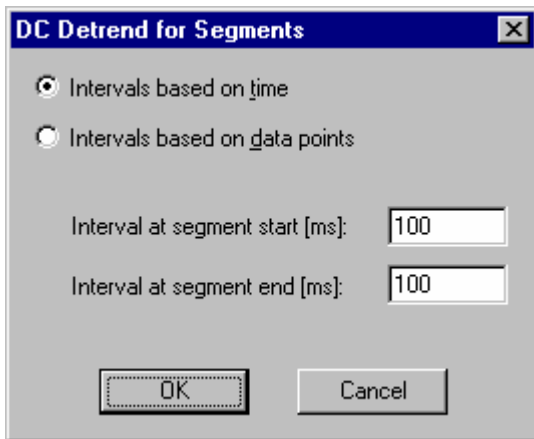 DC Detrend for Segments
Intervals based on time
Intervals based on data points
Interval at segment start [ms]: 100
Interval at segment end [ms]: 100
OK Cancel